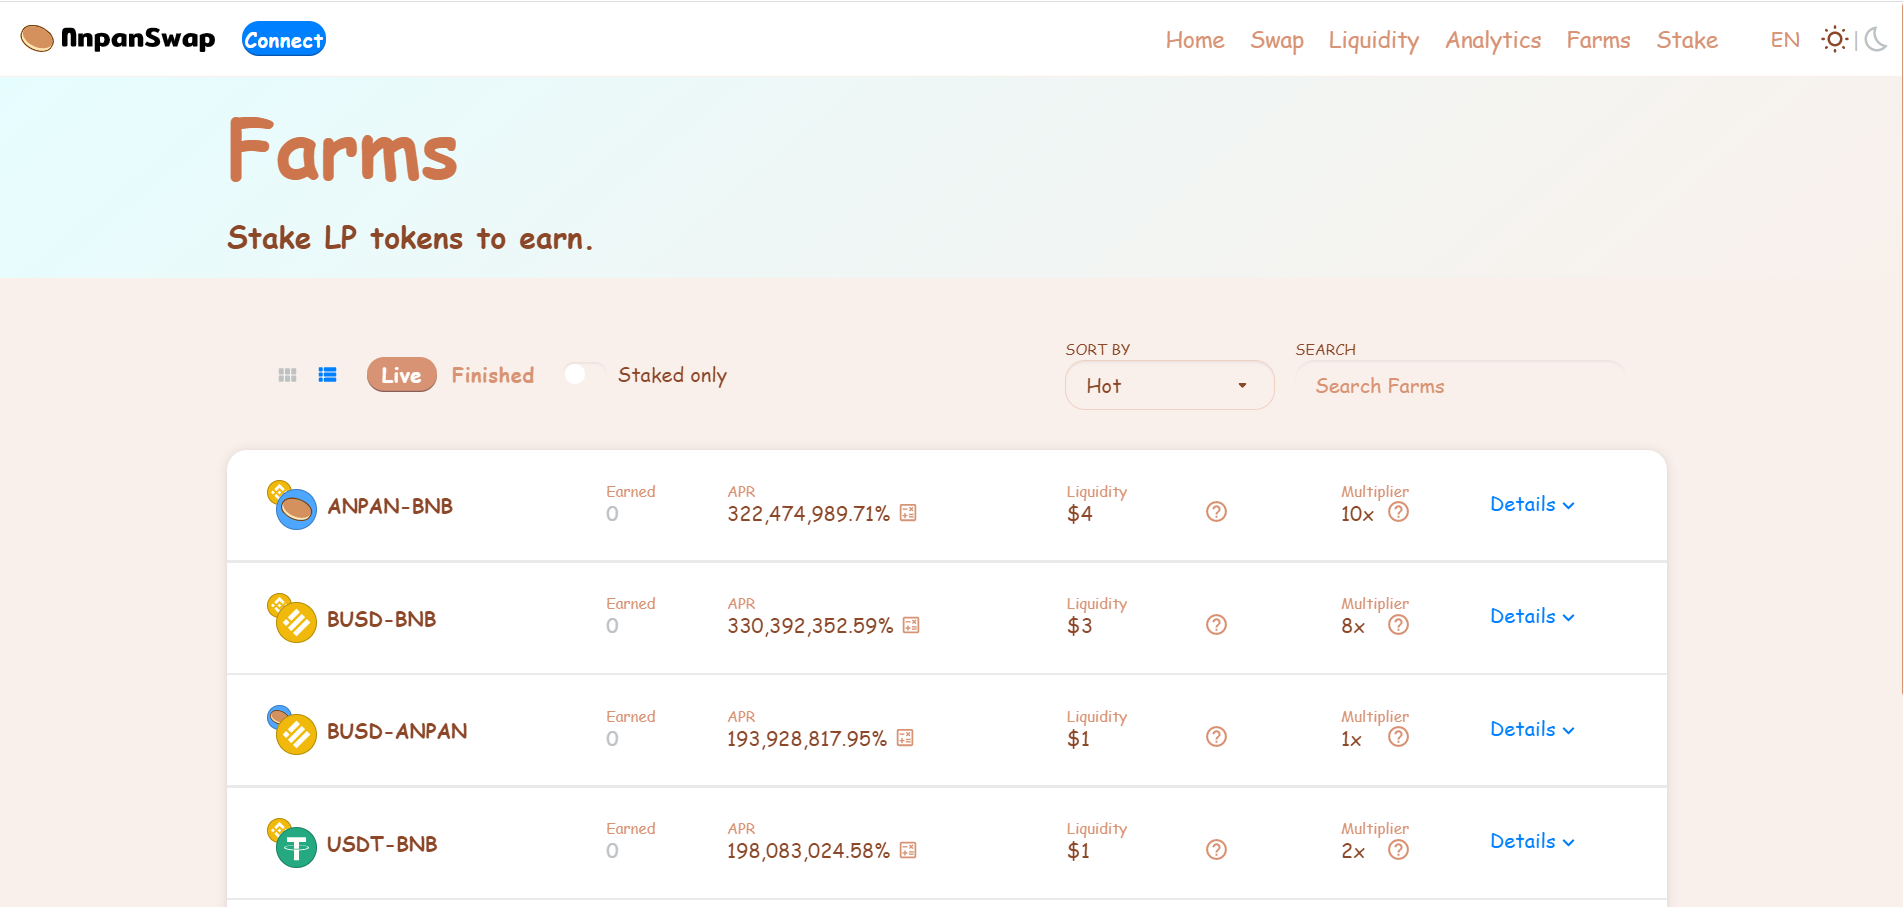 AnpanSwap Connect Home Swap Liquidity Analytics Farms Stake EN
Farms
Stake LP tokens to earn.
SORT BY SEARCH
Live Finished Staked only Hot Search Farms
Earned APR Liquidity Multiplier
ANPAN-BNB 0 322,474,989.71% $4 10x Details
Earned APR Liquidity Multiplier
BUSD-BNB 0 330,392,352.59% $3 8x Details
Earned APR Liquidity Multiplier
BUSD-ANPAN 0 193,928,817.95% $1 1x Details
Earned APR Liquidity Multiplier
USDT-BNB 0 198,083,024.58% $1 2x Details